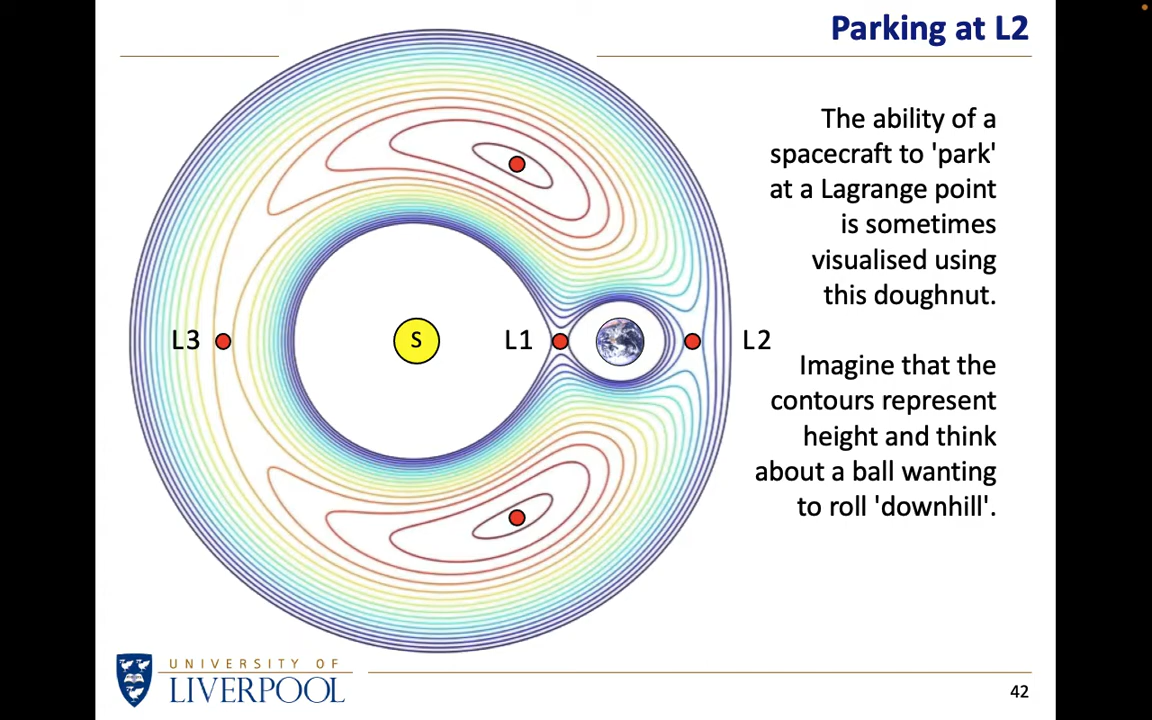 Parking at L2
The ability of a
spacecraft to 'park'
at a Lagrange point
is sometimes
visualised using
this doughnut.
L3
S
L1
L2
Imagine that the
contours represent
height and think
about a ball wanting
to roll 'downhill'.
UNIVERSITY OF
LIVERPOOL
42